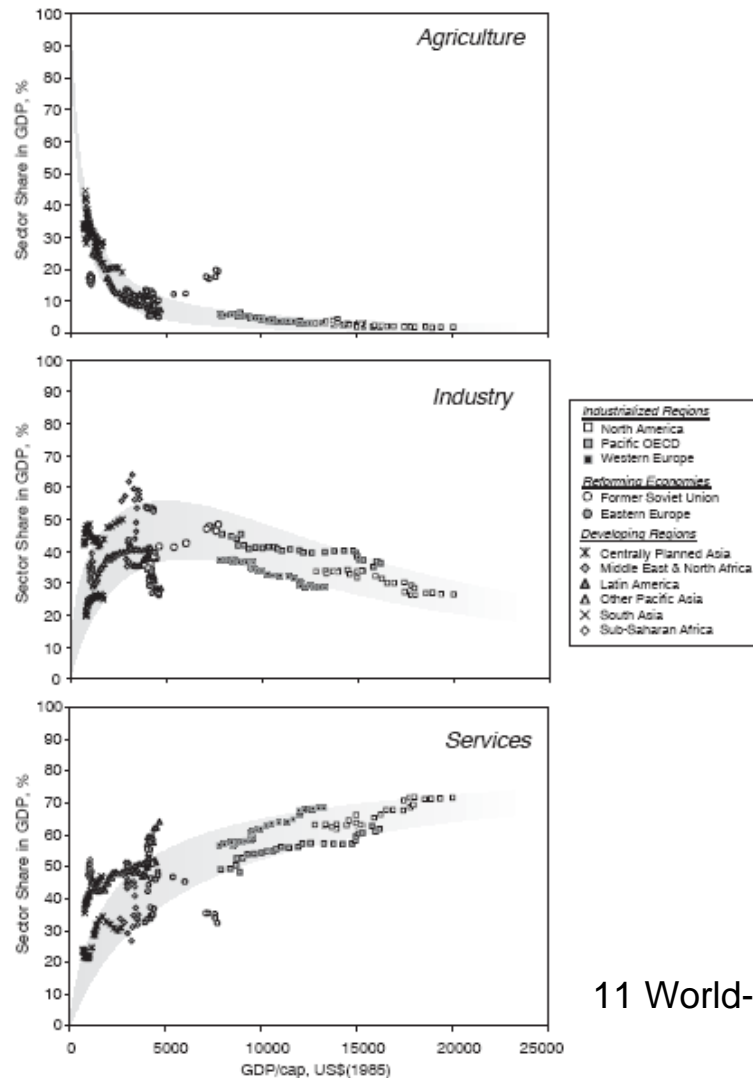 Agriculture
Sector Share in GDP, %
100
90
80
70
60
50
40
30
20
10
0
Industry
Sector Share in GDP, %
100
90
80
70
60
50
40
30
20
10
0
Industrialized Regions
North America
Pacific OECD
Western Europe
Reforming Economies
Former Soviet Union
Eastern Europe
Developing Regions
Centrally Planned Asia
Middle East & North Africa
Latin America
Other Pacific Asia
South Asia
Sub-Saharan Africa
Services
Sector Share in GDP, %
100
90
80
70
60
50
40
30
20
10
0
0 5000 10000 15000 20000 25000
GDP/cap, US$(1985)
11 World-